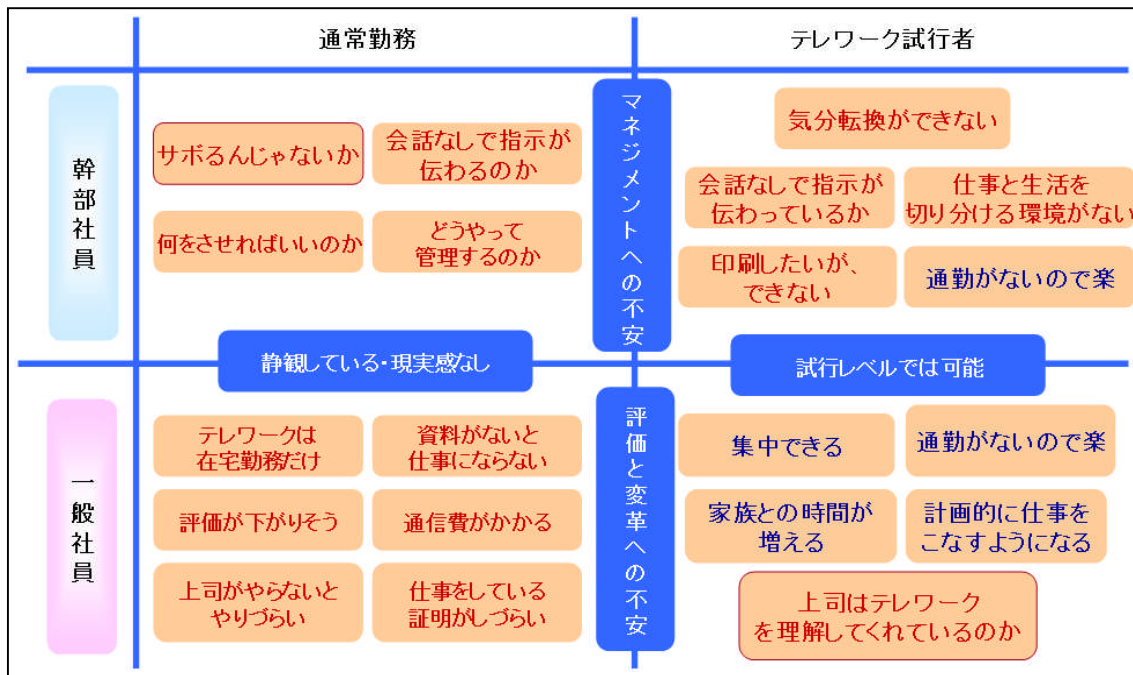 通常勤務
テレワーク試行者
幹部社員
サボるんじゃないか
会話なしで指示が
伝わるのか
何をさせればいいのか
どうやって
管理するのか
マネジメントへの不安
気分転換ができない
会話なしで指示が
伝わっているか
仕事と生活を
切り分ける環境がない
印刷したいが、
できない
通勤がないので楽
静観している・現実感なし
試行レベルでは可能
一般社員
テレワークは
在宅勤務だけ
資料がないと
仕事にならない
評価が下がりそう
通信費がかかる
上司がやらないと
やりづらい
仕事をしている
証明がしづらい
評価と変革への不安
集中できる
通勤がないので楽
家族との時間が
増える
計画的に仕事を
こなすようになる
上司はテレワーク
を理解してくれているのか